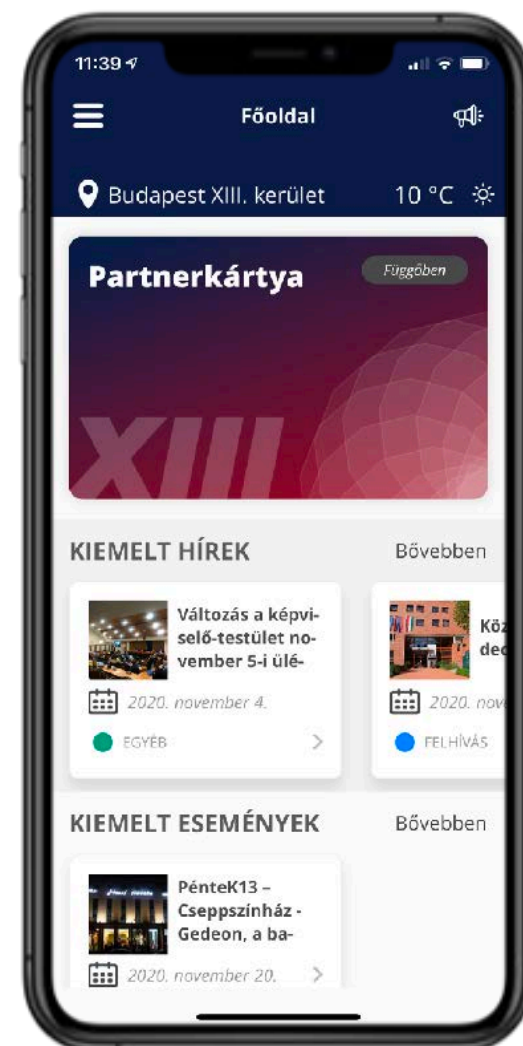 11:39
Főoldal
Budapest XIII. kerület 10 °C
Partnerkártya
Függőben
XIII
KIEMELT HÍREK Bővebben
Változás a képvi-
selő-testület no-
vember 5-i ülé-
2020. november 4.
EGYÉB
Köz
dec
2020. nov
FELHÍVÁS
KIEMELT ESEMÉNYEK Bővebben
PénteK13 –
Cseppszínház -
Gedeon, a ba-
2020. november 20.